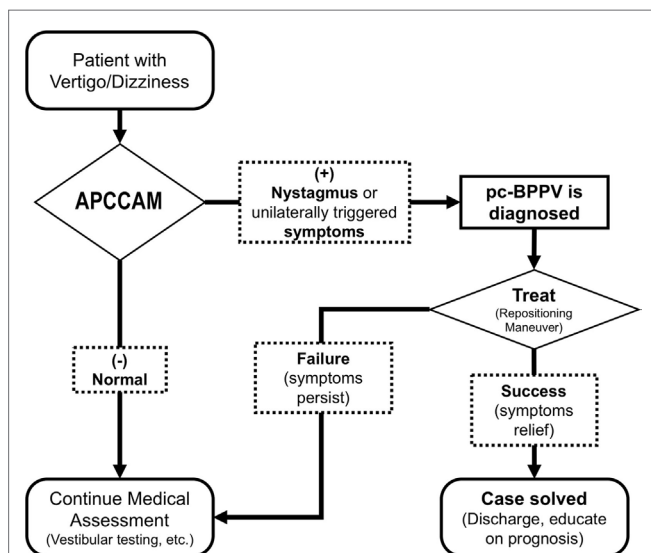 Patient with
Vertigo/Dizziness
APCCAM
(+)
Nystagmus or
unilaterally triggered
symptoms
pc-BPPV is
diagnosed
Treat
(Repositioning
Maneuver)
(-)
Normal
Failure
(symptoms
persist)
Success
(symptoms
relief)
Continue Medical
Assessment
(Vestibular testing, etc.)
Case solved
(Discharge, educate
on prognosis)